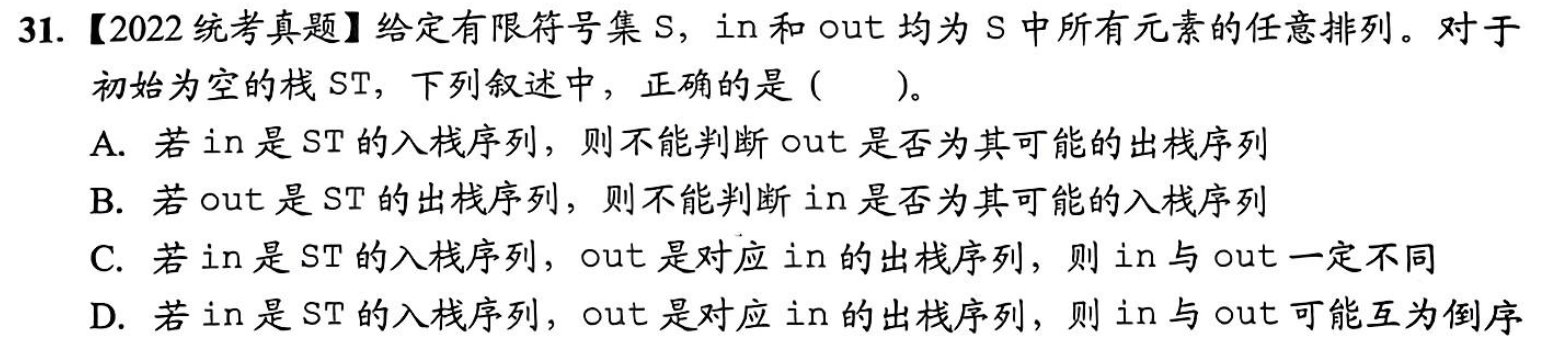 31.【2022 统考真题】给定有限符号集 S，in 和 out 均为 S 中所有元素的任意排列。对于
初始为空的栈 ST，下列叙述中，正确的是（　　）。
A. 若 in 是 ST 的入栈序列，则不能判断 out 是否为其可能的出栈序列
B. 若 out 是 ST 的出栈序列，则不能判断 in 是否为其可能的入栈序列
C. 若 in 是 ST 的入栈序列，out 是对应 in 的出栈序列，则 in 与 out 一定不同
D. 若 in 是 ST 的入栈序列，out 是对应 in 的出栈序列，则 in 与 out 可能互为倒序